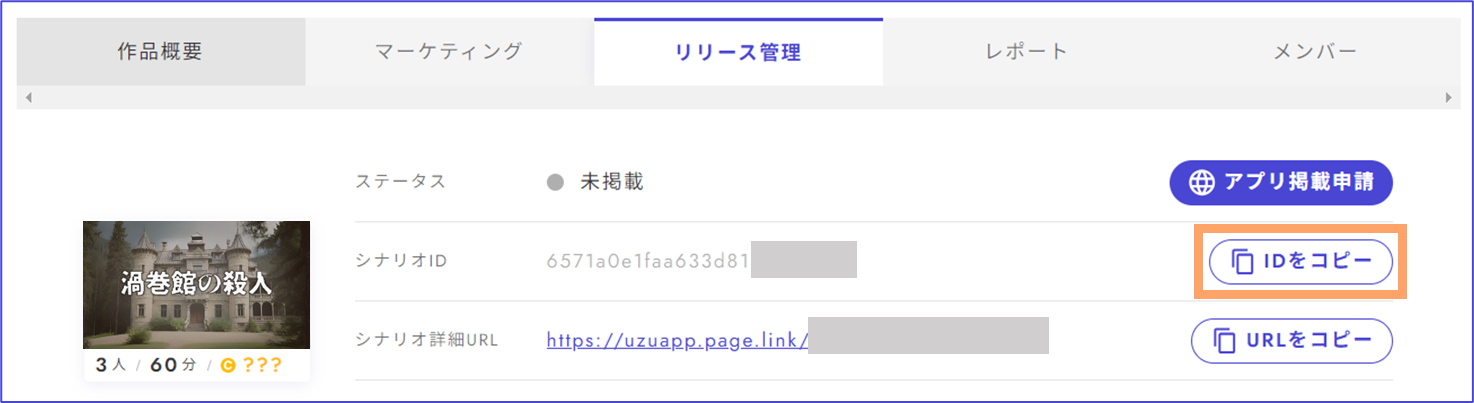 作品概要 マーケティング リリース管理 レポート メンバー
ステータス 未掲載 アプリ掲載申請
シナリオID 6571a0e1faa633d81 IDをコピー
渦巻館の殺人
シナリオ詳細URL https://uzuapp.page.link/ URLをコピー
3人 / 60分 / C ???